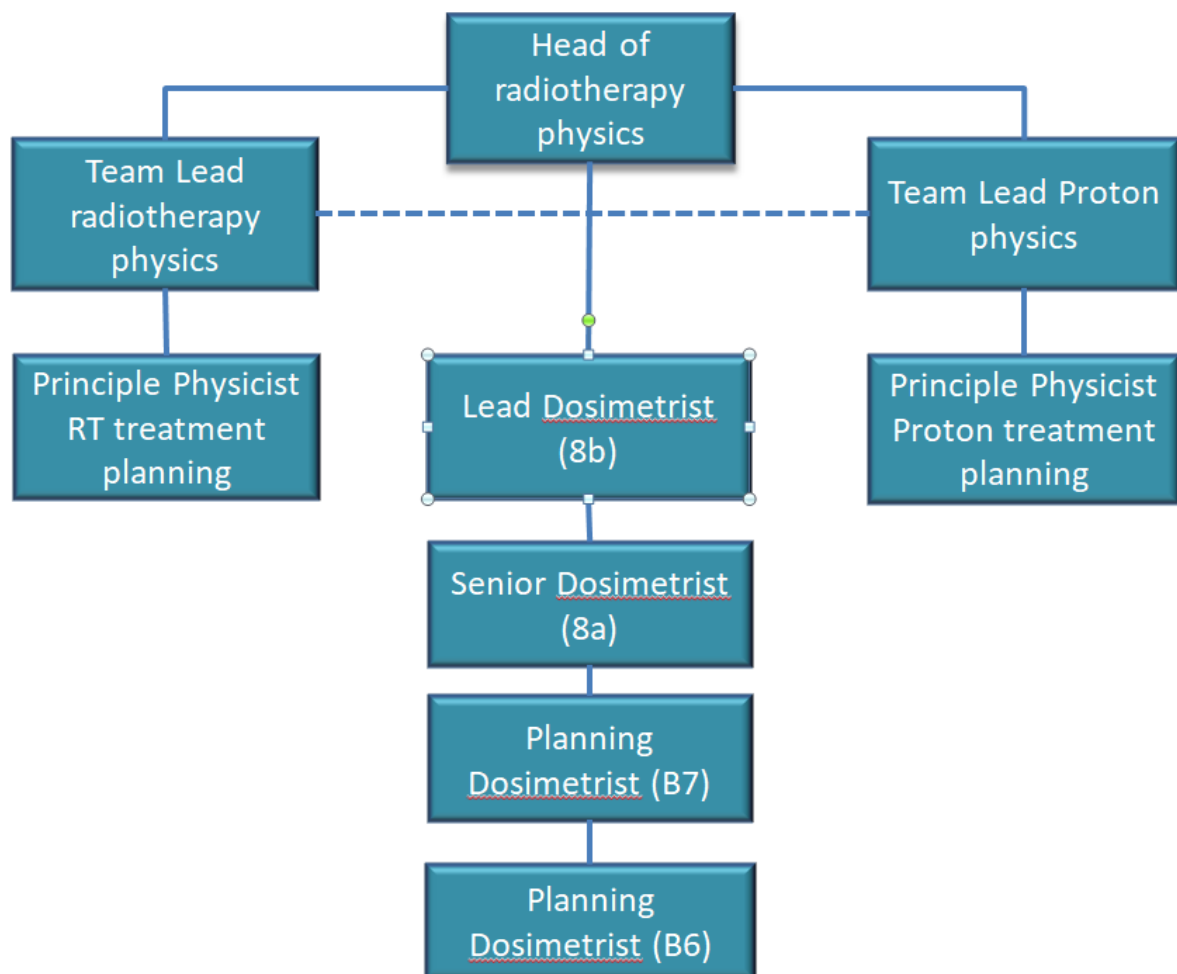 Head of
radiotherapy
physics
Team Lead
radiotherapy
physics
Team Lead Proton
physics
Principle Physicist
RT treatment
planning
Lead Dosimetrist
(8b)
Principle Physicist
Proton treatment
planning
Senior Dosimetrist
(8a)
Planning
Dosimetrist (B7)
Planning
Dosimetrist (B6)